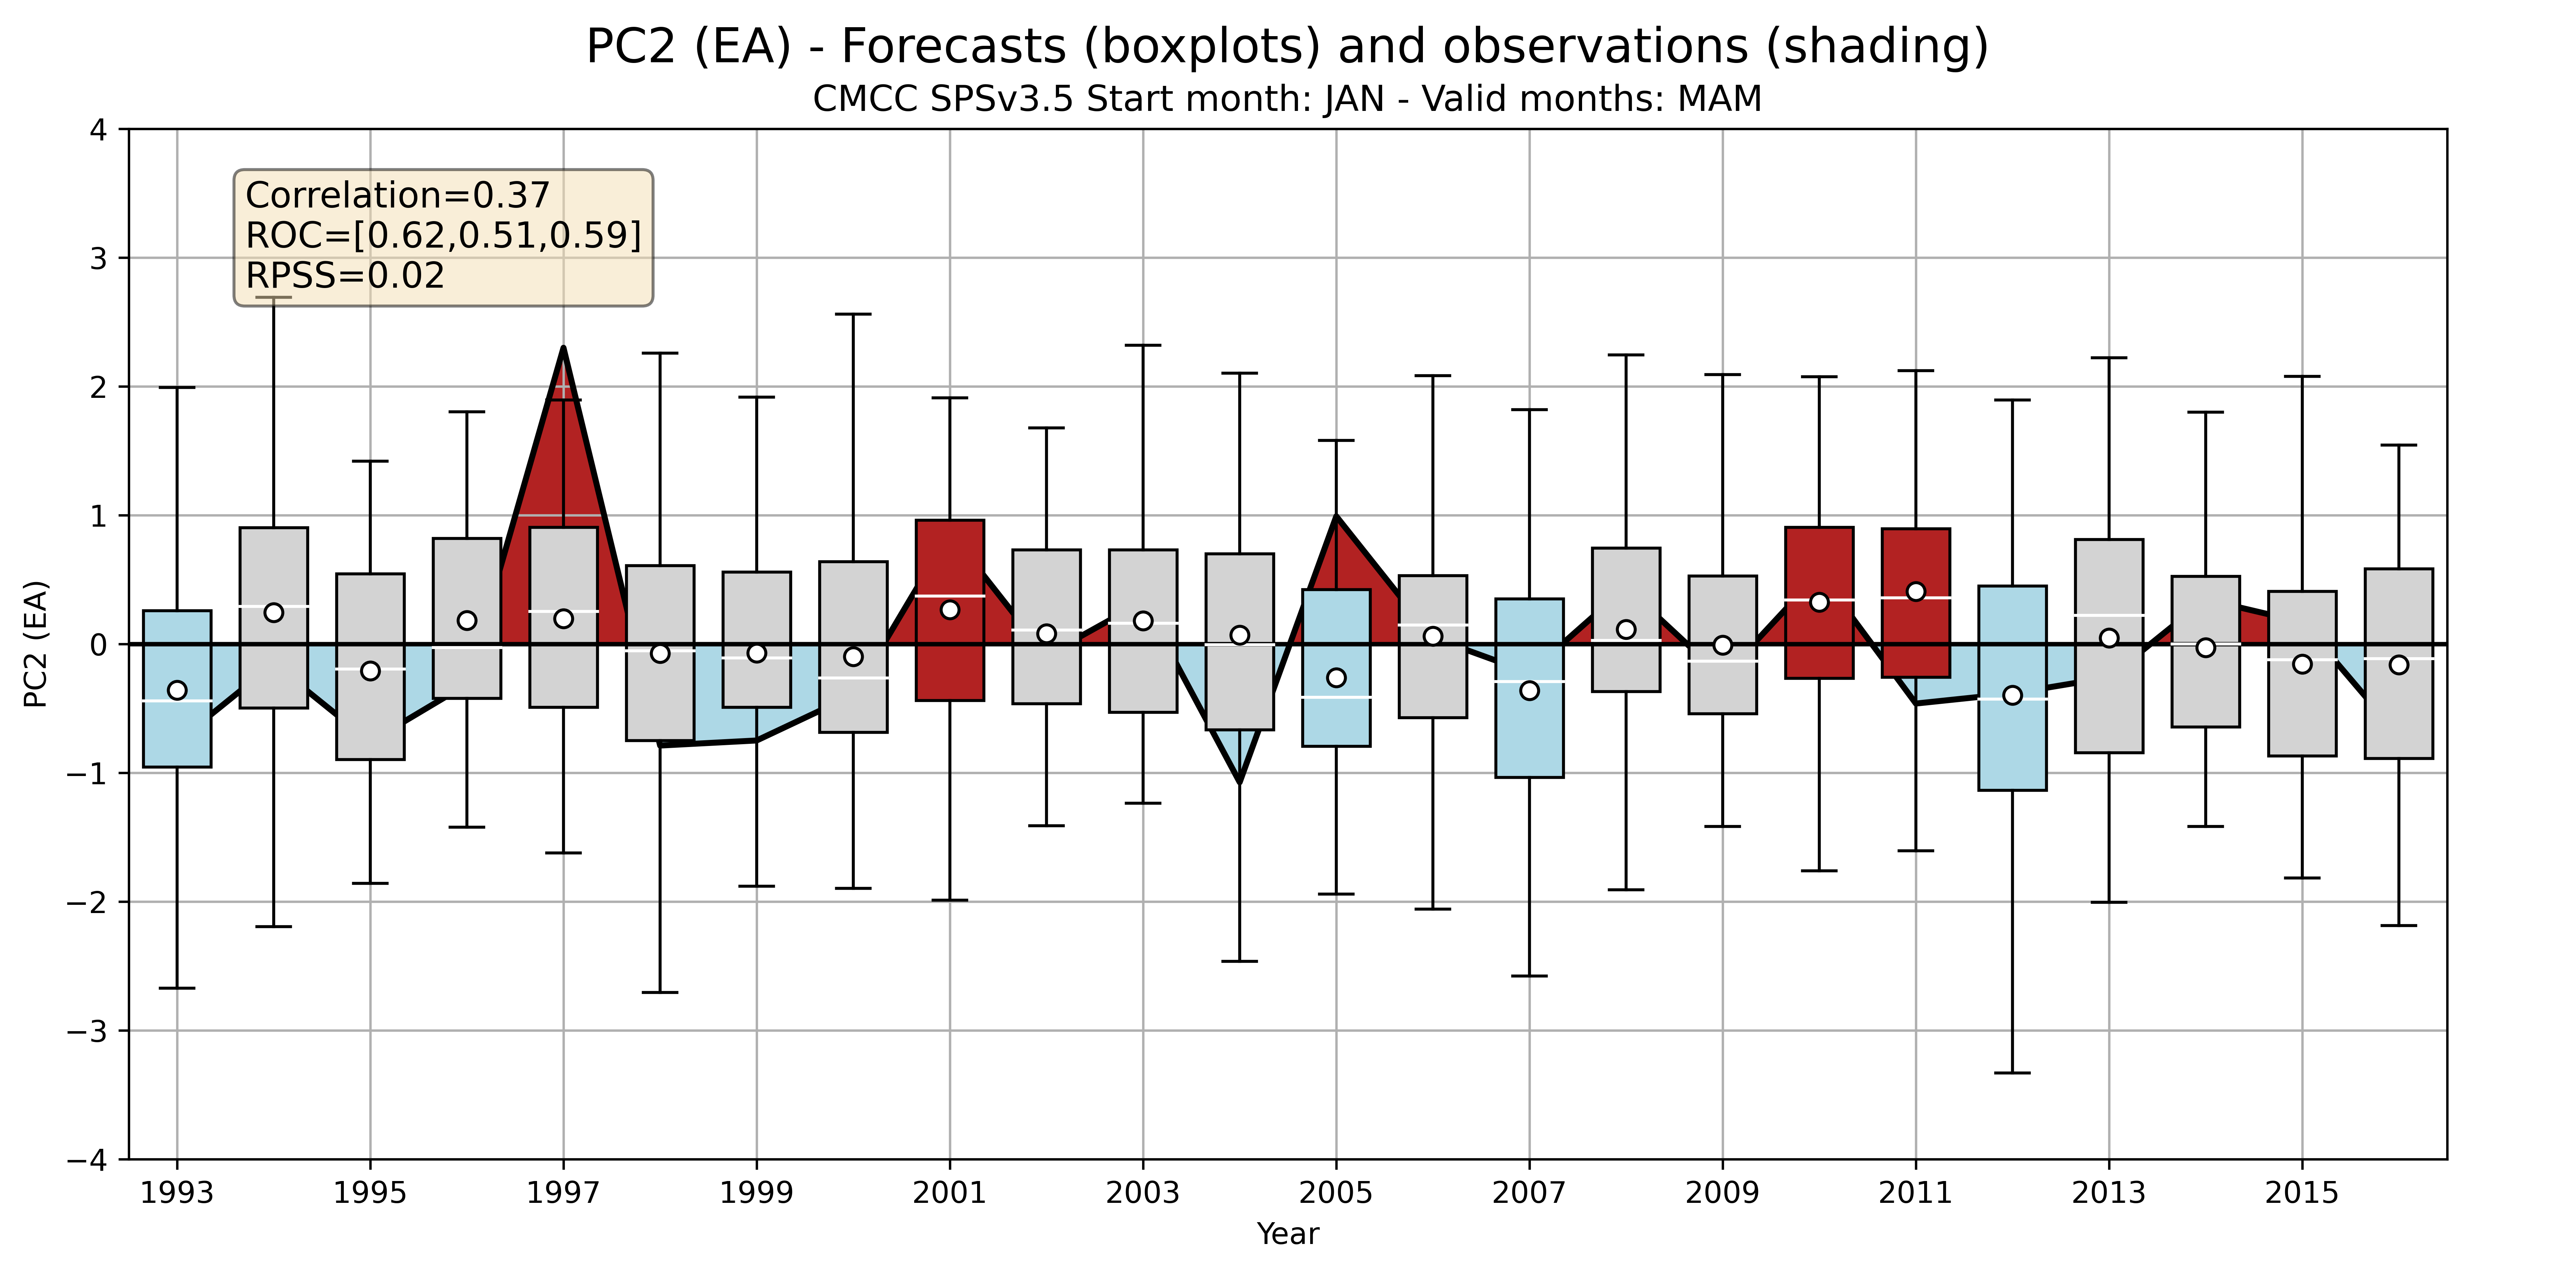 PC2 (EA) - Forecasts (boxplots) and observations (shading)
CMCC SPSv3.5 Start month: JAN - Valid months: MAM
Correlation=0.37
ROC=[0.62,0.51,0.59]
RPSS=0.02
PC2 (EA)
4
3
2
1
0
−1
−2
−3
−4
1993 1995 1997 1999 2001 2003 2005 2007 2009 2011 2013 2015
Year